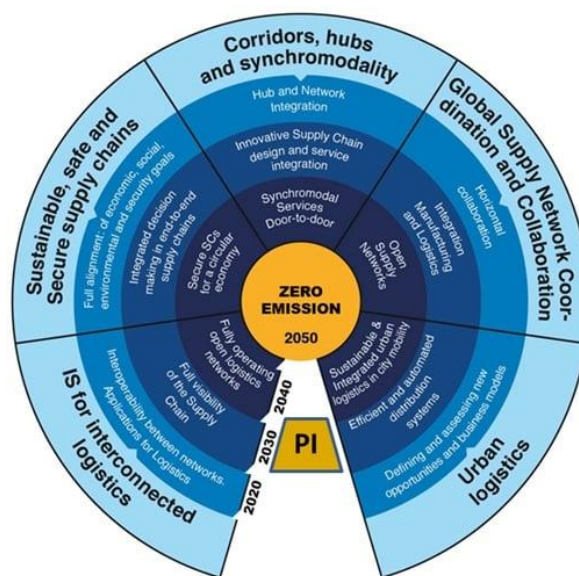 Corridors, hubs
and synchromodality
Hub and Network
Integration
Innovative Supply Chain
design and service
integration
Synchromodal
Services
Door-to-door
Global Supply Network Coor-
dination and Collaboration
Horizontal
collaboration
Integration
Manufacturing
and Logistics
Open
Supply
Networks
Urban
logistics
Defining and assessing new
opportunities and business models
Efficient and automated
distribution
systems
Sustainable &
Integrated urban
logistics in city mobility
IS for interconnected
logistics
Interoperability between networks.
Applications for Logistics
Full visibility
of the Supply
Chain
Fully operating
open logistics
networks
Sustainable, safe and
Secure supply chains
Full alignment: of economic, social,
environmental and security goals
Integrated decision
making in end-to-end
supply chains
Secure SCs
for a circular
economy
ZERO
EMISSION
2050
2040
2030
2020
PI